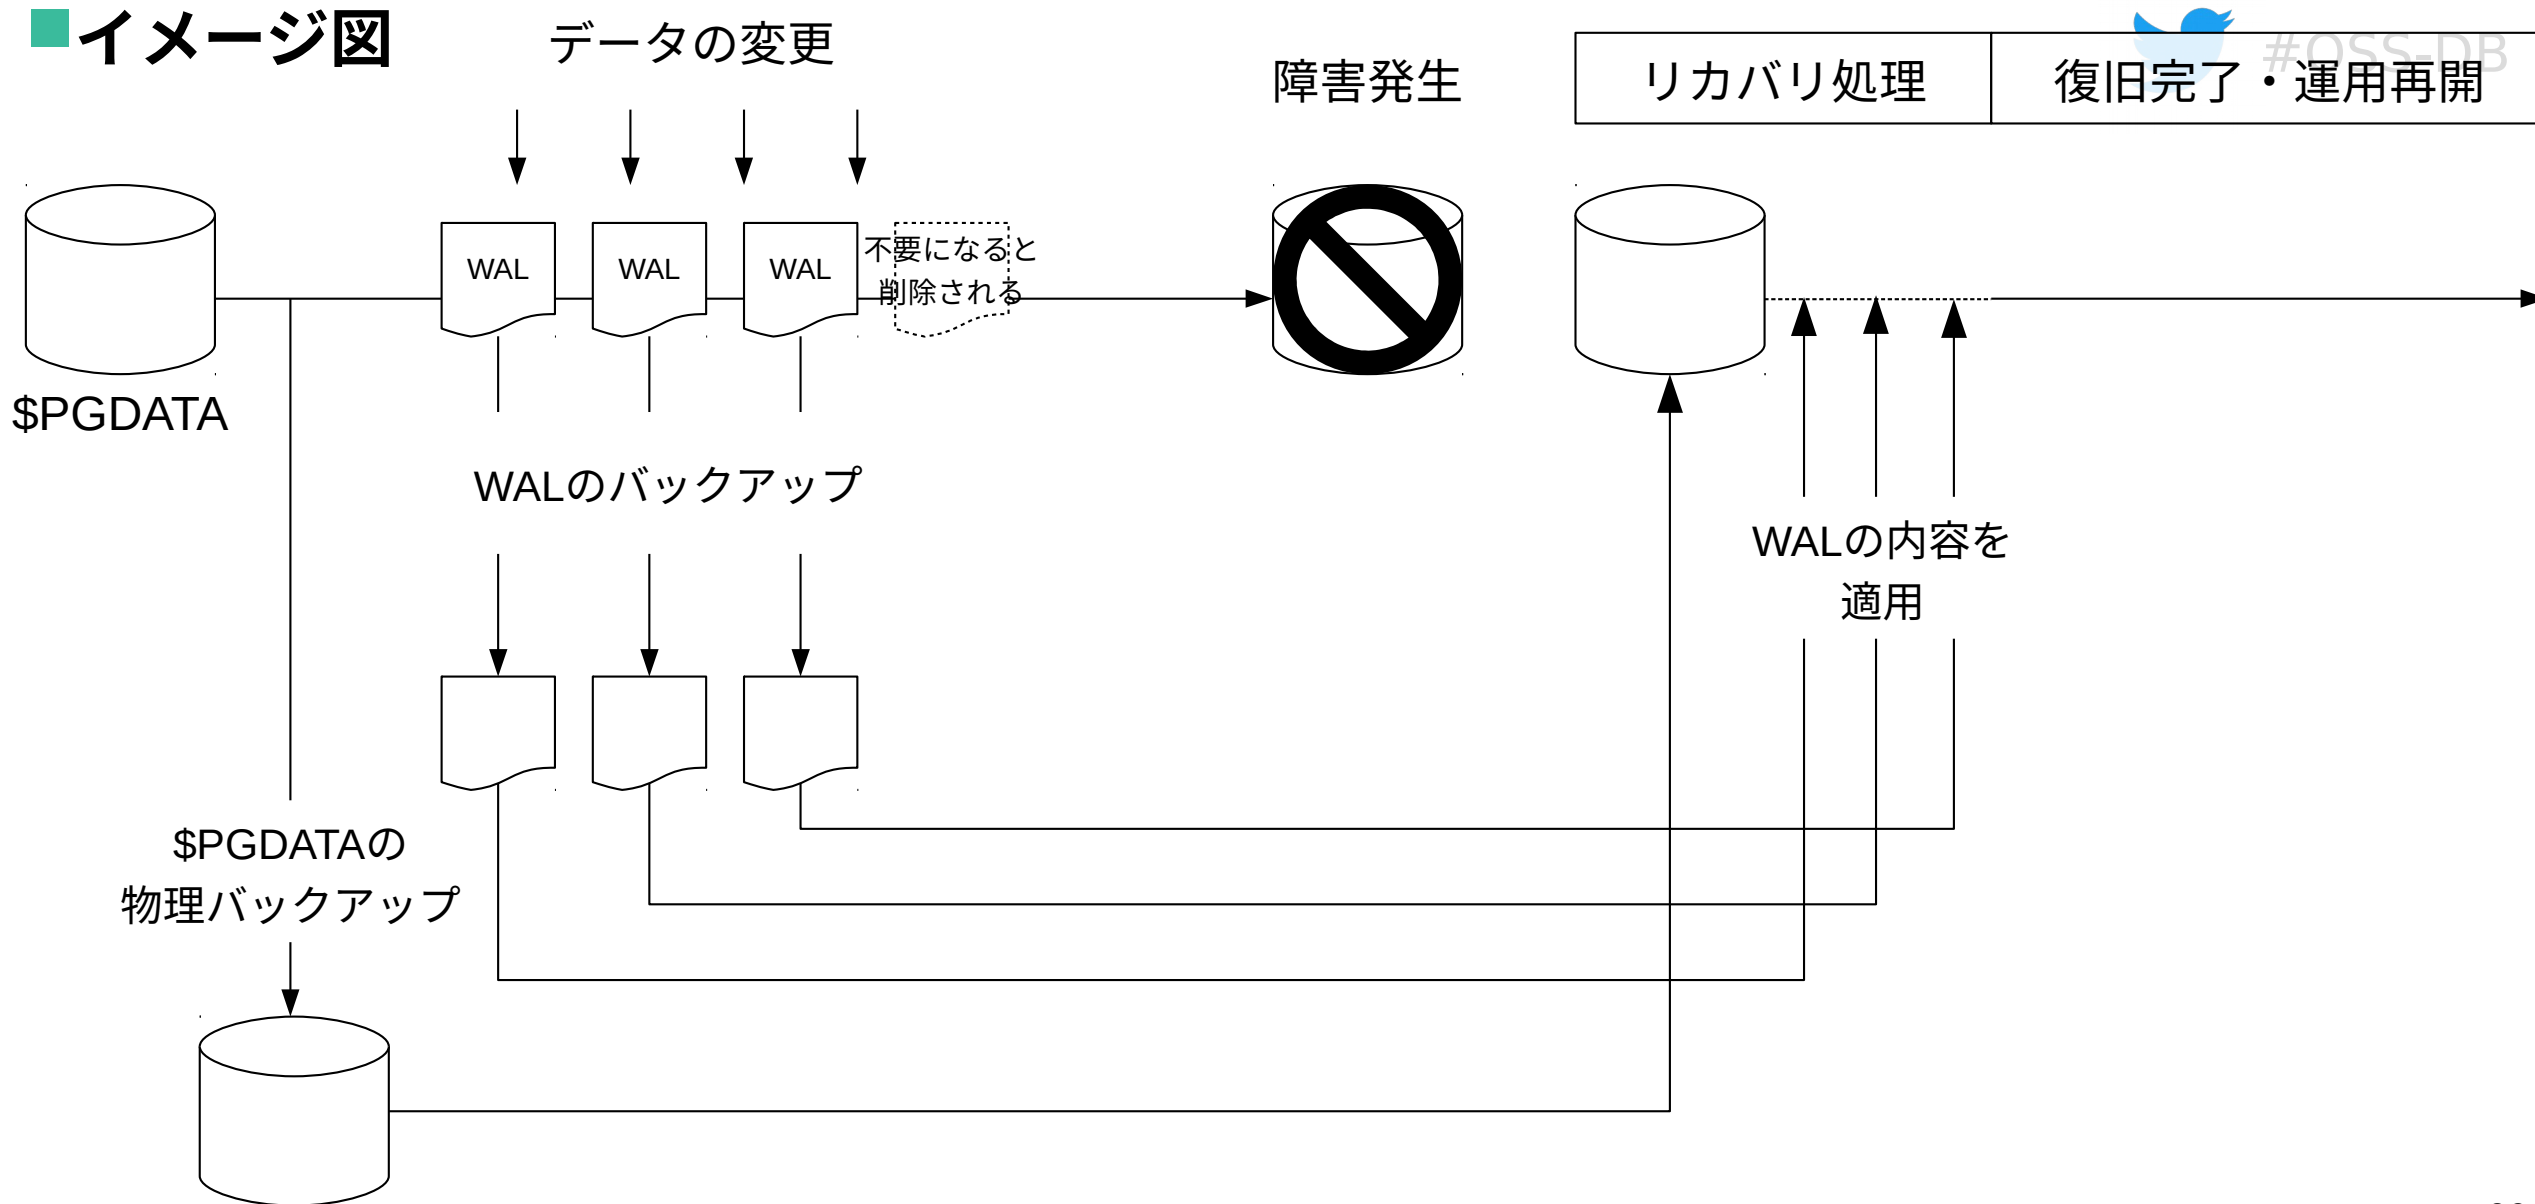 イメージ図
データの変更
障害発生
リカバリ処理
復旧完了・運用再開
#OSS-DB
WAL
WAL
WAL
不要になると
削除される
$PGDATA
WALのバックアップ
WALの内容を
適用
$PGDATAの
物理バックアップ